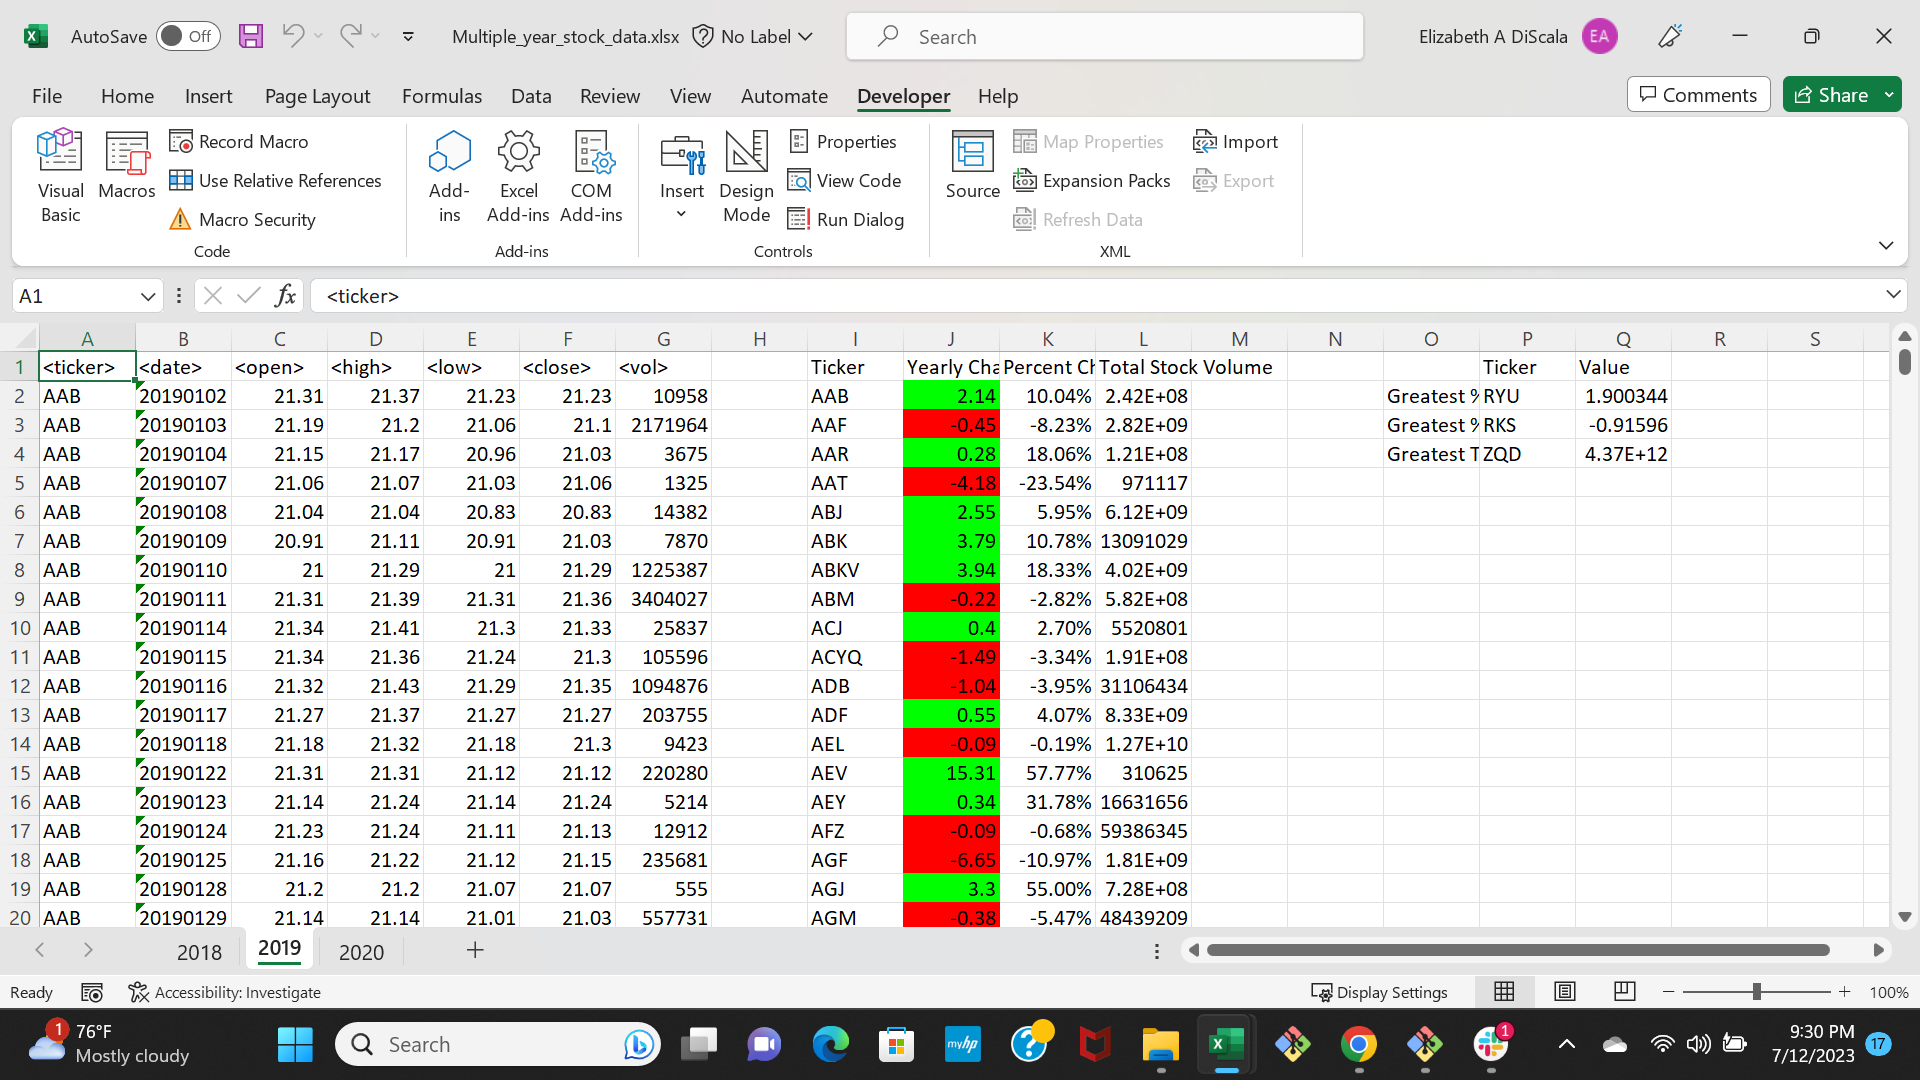 AutoSave Off Multiple_year_stock_data.xlsx No Label Search Elizabeth A DiScala EA
File Home Insert Page Layout Formulas Data Review View Automate Developer Help Comments Share
Visual Basic
Macros
Record Macro
Use Relative References
Macro Security
Code
Add-ins
Excel Add-ins
COM Add-ins
Add-ins
Insert
Design Mode
Properties
View Code
Run Dialog
Controls
Source
Map Properties
Expansion Packs
Refresh Data
Import
Export
XML
A1 fx <ticker>
A B C D E F G H I J K L M N O P Q R S
1 <ticker> <date> <open> <high> <low> <close> <vol> Ticker Yearly Cha Percent Ch Total Stock Volume Ticker Value
2 AAB 20190102 21.31 21.37 21.23 21.23 10958 AAB 2.14 10.04% 2.42E+08 Greatest % RYU 1.900344
3 AAB 20190103 21.19 21.2 21.06 21.1 2171964 AAF -0.45 -8.23% 2.82E+09 Greatest % RKS -0.91596
4 AAB 20190104 21.15 21.17 20.96 21.03 3675 AAR 0.28 18.06% 1.21E+08 Greatest T ZQD 4.37E+12
5 AAB 20190107 21.06 21.07 21.03 21.06 1325 AAT -4.18 -23.54% 971117
6 AAB 20190108 21.04 21.04 20.83 20.83 14382 ABJ 2.55 5.95% 6.12E+09
7 AAB 20190109 20.91 21.11 20.91 21.03 7870 ABK 3.79 10.78% 13091029
8 AAB 20190110 21 21.29 21 21.29 1225387 ABKV 3.94 18.33% 4.02E+09
9 AAB 20190111 21.31 21.39 21.31 21.36 3404027 ABM -0.22 -2.82% 5.82E+08
10 AAB 20190114 21.34 21.41 21.3 21.33 25837 ACJ 0.4 2.70% 5520801
11 AAB 20190115 21.34 21.36 21.24 21.3 105596 ACYQ -1.49 -3.34% 1.91E+08
12 AAB 20190116 21.32 21.43 21.29 21.35 1094876 ADB -1.04 -3.95% 31106434
13 AAB 20190117 21.27 21.37 21.27 21.27 203755 ADF 0.55 4.07% 8.33E+09
14 AAB 20190118 21.18 21.32 21.18 21.3 9423 AEL -0.09 -0.19% 1.27E+10
15 AAB 20190122 21.31 21.31 21.12 21.12 220280 AEV 15.31 57.77% 310625
16 AAB 20190123 21.14 21.24 21.14 21.24 5214 AEY 0.34 31.78% 16631656
17 AAB 20190124 21.23 21.24 21.11 21.13 12912 AFZ -0.09 -0.68% 59386345
18 AAB 20190125 21.16 21.22 21.12 21.15 235681 AGF -6.65 -10.97% 1.81E+09
19 AAB 20190128 21.2 21.2 21.07 21.07 555 AGJ 3.3 55.00% 7.28E+08
20 AAB 20190129 21.14 21.14 21.01 21.03 557731 AGM -0.38 -5.47% 48439209
2018 2019 2020
Ready Accessibility: Investigate Display Settings 100%
1 76°F
Mostly cloudy
Search
myhp
1
9:30 PM
7/12/2023
17